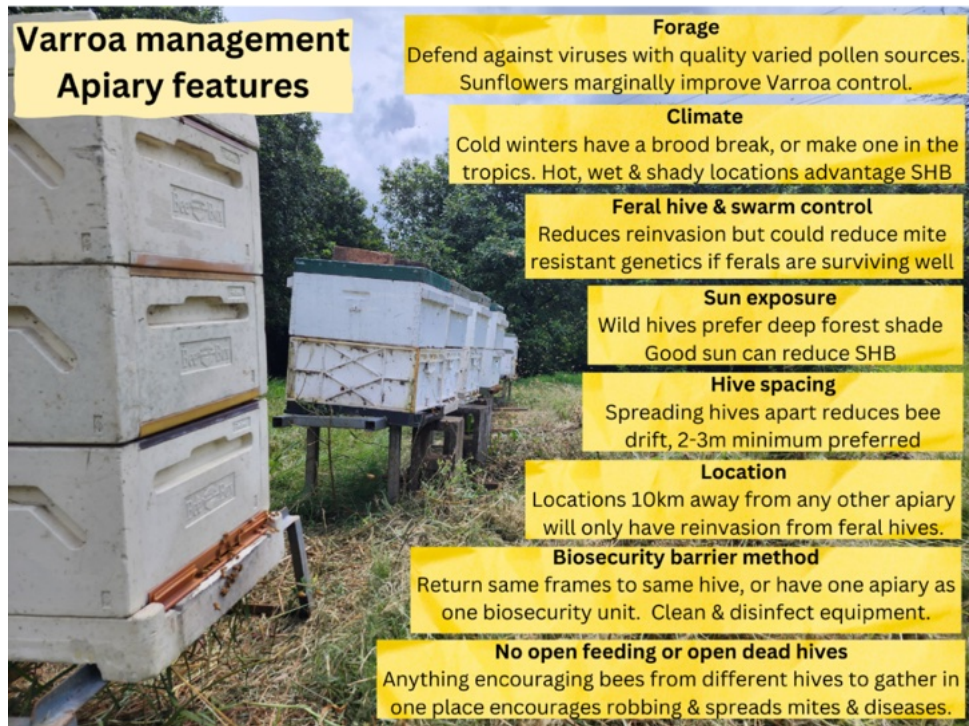 Varroa management
Apiary features
Forage
Defend against viruses with quality varied pollen sources.
Sunflowers marginally improve Varroa control.
Climate
Cold winters have a brood break, or make one in the
tropics. Hot, wet & shady locations advantage SHB
Feral hive & swarm control
Reduces reinvasion but could reduce mite
resistant genetics if ferals are surviving well
Sun exposure
Wild hives prefer deep forest shade
Good sun can reduce SHB
Hive spacing
Spreading hives apart reduces bee
drift, 2-3m minimum preferred
Location
Locations 10km away from any other apiary
will only have reinvasion from feral hives.
Biosecurity barrier method
Return same frames to same hive, or have one apiary as
one biosecurity unit. Clean & disinfect equipment.
No open feeding or open dead hives
Anything encouraging bees from different hives to gather in
one place encourages robbing & spreads mites & diseases.